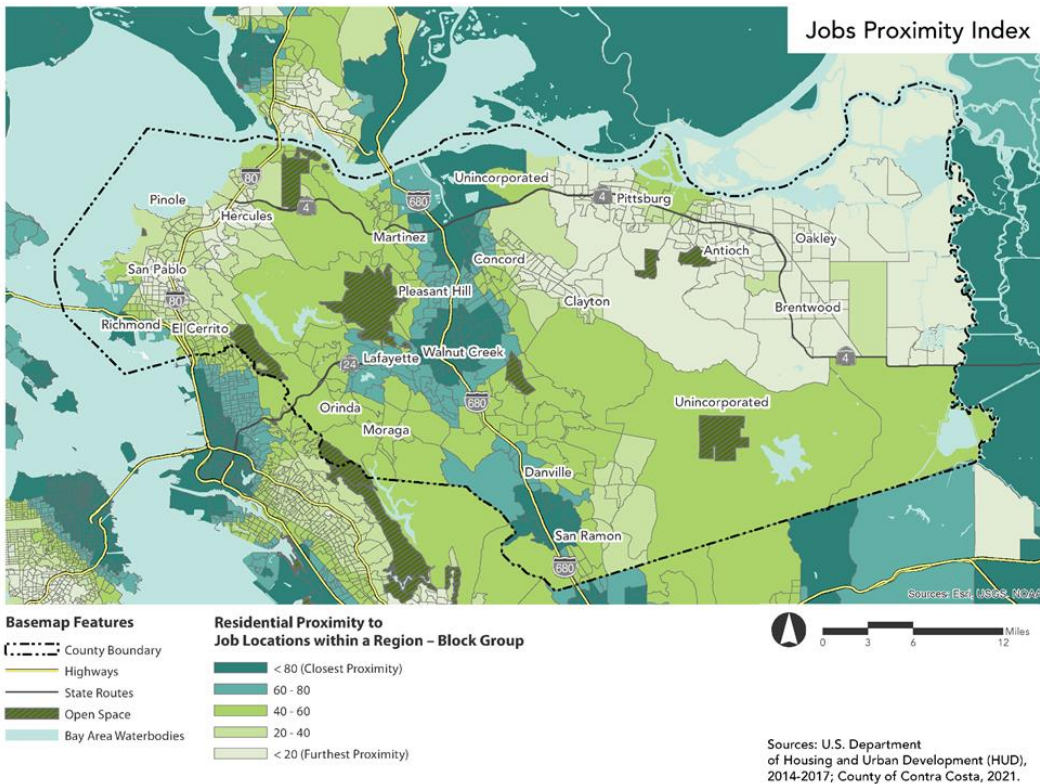 Jobs Proximity Index
80
Unincorporated
Pinole
680
4
Pittsburg
Hercules
4
Martinez
Oakley
Antioch
Concord
San Pablo
Pleasant Hill
80
Clayton
Brentwood
Richmond
El Cerrito
Lafayette
Walnut Creek
4
24
680
Orinda
Unincorporated
Moraga
Danville
San Ramon
680
Sources: Esri, USGS, NOAA
Basemap Features
County Boundary
Highways
State Routes
Open Space
Bay Area Waterbodies
Residential Proximity to
Job Locations within a Region – Block Group
< 80 (Closest Proximity)
60 - 80
40 - 60
20 - 40
< 20 (Furthest Proximity)
Miles
0 3 6 12
Sources: U.S. Department
of Housing and Urban Development (HUD),
2014-2017; County of Contra Costa, 2021.